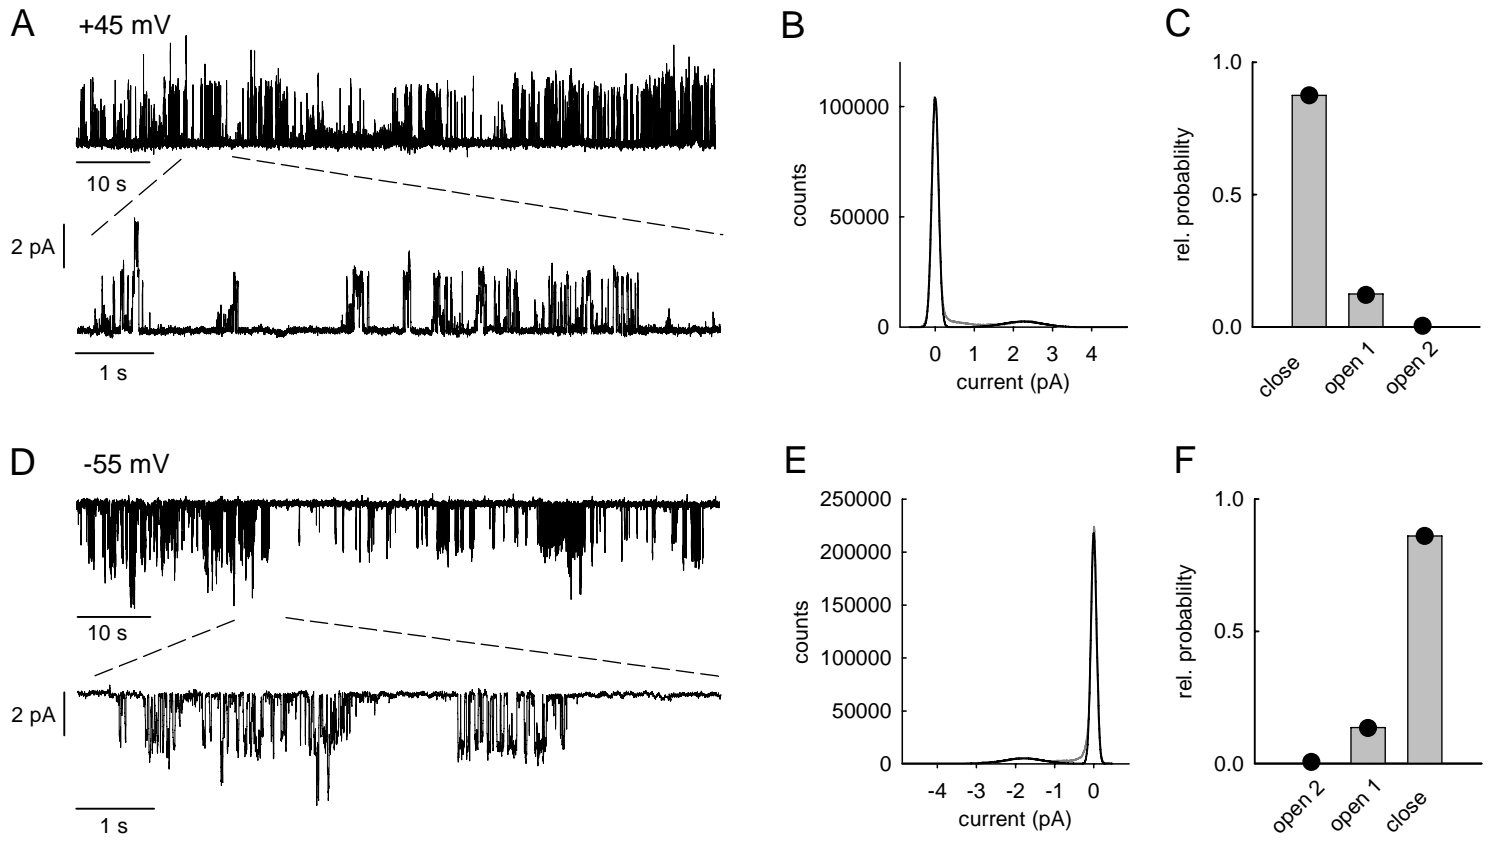 A
+45 mV
10 s
2 pA
1 s
B
100000
50000
0
counts
0 1 2 3 4
current (pA)
C
1.0
0.5
0.0
rel. probablilty
close
open 1
open 2
D
-55 mV
10 s
2 pA
1 s
E
250000
200000
150000
100000
50000
0
counts
-4 -3 -2 -1 0
current (pA)
F
1.0
0.5
0.0
rel. probablilty
open 2
open 1
close